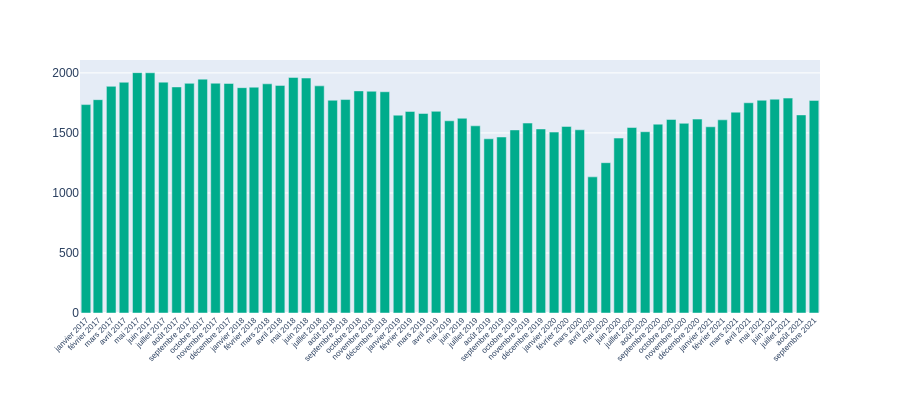 2000
1500
1000
500
0
janvier 2017
février 2017
mars 2017
avril 2017
mai 2017
juin 2017
juillet 2017
août 2017
septembre 2017
octobre 2017
novembre 2017
décembre 2017
janvier 2018
février 2018
mars 2018
avril 2018
mai 2018
juin 2018
juillet 2018
août 2018
septembre 2018
octobre 2018
novembre 2018
décembre 2018
janvier 2019
février 2019
mars 2019
avril 2019
mai 2019
juin 2019
juillet 2019
août 2019
septembre 2019
octobre 2019
novembre 2019
décembre 2019
janvier 2020
février 2020
mars 2020
avril 2020
mai 2020
juin 2020
juillet 2020
août 2020
septembre 2020
octobre 2020
novembre 2020
décembre 2020
janvier 2021
février 2021
mars 2021
avril 2021
mai 2021
juin 2021
juillet 2021
août 2021
septembre 2021